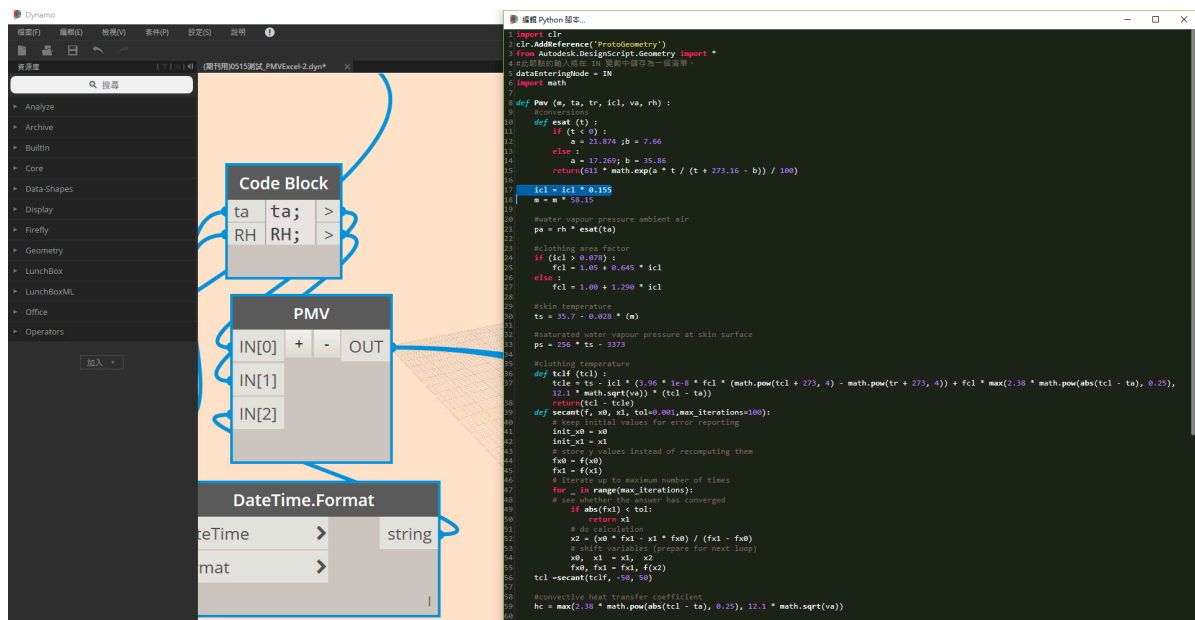 Dynamo
檔案(F) 編輯(E) 檢視(V) 套件(P) 設定(S) 說明
資源庫
(期刊用)0515測試_PMVExcel-2.dyn*
搜尋
Analyze
Archive
BuiltIn
Core
Data-Shapes
Display
Firefly
Geometry
LunchBox
LunchBoxML
Office
Operators
加入
Code Block
ta ta; >
RH RH; >
PMV
IN[0] + - OUT
IN[1]
IN[2]
DateTime.Format
teTime > string
mat >
編輯 Python 腳本...
1 import clr
2 clr.AddReference('ProtoGeometry')
3 from Autodesk.DesignScript.Geometry import *
4 #此節點的輸入將在 IN 變數中儲存為一個清單。
5 dataEnteringNode = IN
6 import math
7
8 def Pmv (m, ta, tr, icl, va, rh) :
9 #conversions
10 def esat (t) :
11 if (t < 0) :
12 a = 21.874 ;b = 7.66
13 else :
14 a = 17.269; b = 35.86
15 return(611 * math.exp(a * t / (t + 273.16 - b)) / 100)
16
17 icl = icl * 0.155
18 m = m * 58.15
19
20 #water vapour pressure ambient air
21 pa = rh * esat(ta)
22
23 #clothing area factor
24 if (icl > 0.078) :
25 fcl = 1.05 + 0.645 * icl
26 else :
27 fcl = 1.00 + 1.290 * icl
28
29 #skin temperature
30 ts = 35.7 - 0.028 * (m)
31
32 #saturated water vapour pressure at skin surface
33 ps = 256 * ts - 3373
34
35 #clothing temperature
36 def tclf (tcl) :
37 tcle = ts - icl * (3.96 * 1e-8 * fcl * (math.pow(tcl + 273, 4) - math.pow(tr + 273, 4)) + fcl * max(2.38 * math.pow(abs(tcl - ta), 0.25),
12.1 * math.sqrt(va)) * (tcl - ta))
38 return(tcl - tcle)
39 def secant(f, x0, x1, tol=0.001,max_iterations=100):
40 # keep initial values for error reporting
41 init_x0 = x0
42 init_x1 = x1
43 # store y values instead of recomputing them
44 fx0 = f(x0)
45 fx1 = f(x1)
46 # iterate up to maximum number of times
47 for _ in range(max_iterations):
48 # see whether the answer has converged
49 if abs(fx1) < tol:
50 return x1
51 # do calculation
52 x2 = (x0 * fx1 - x1 * fx0) / (fx1 - fx0)
53 # shift variables (prepare for next loop)
54 x0, x1 = x1, x2
55 fx0, fx1 = fx1, f(x2)
56 tcl =secant(tclf, -50, 50)
57
58 #convective heat transfer coefficient
59 hc = max(2.38 * math.pow(abs(tcl - ta), 0.25), 12.1 * math.sqrt(va))
60